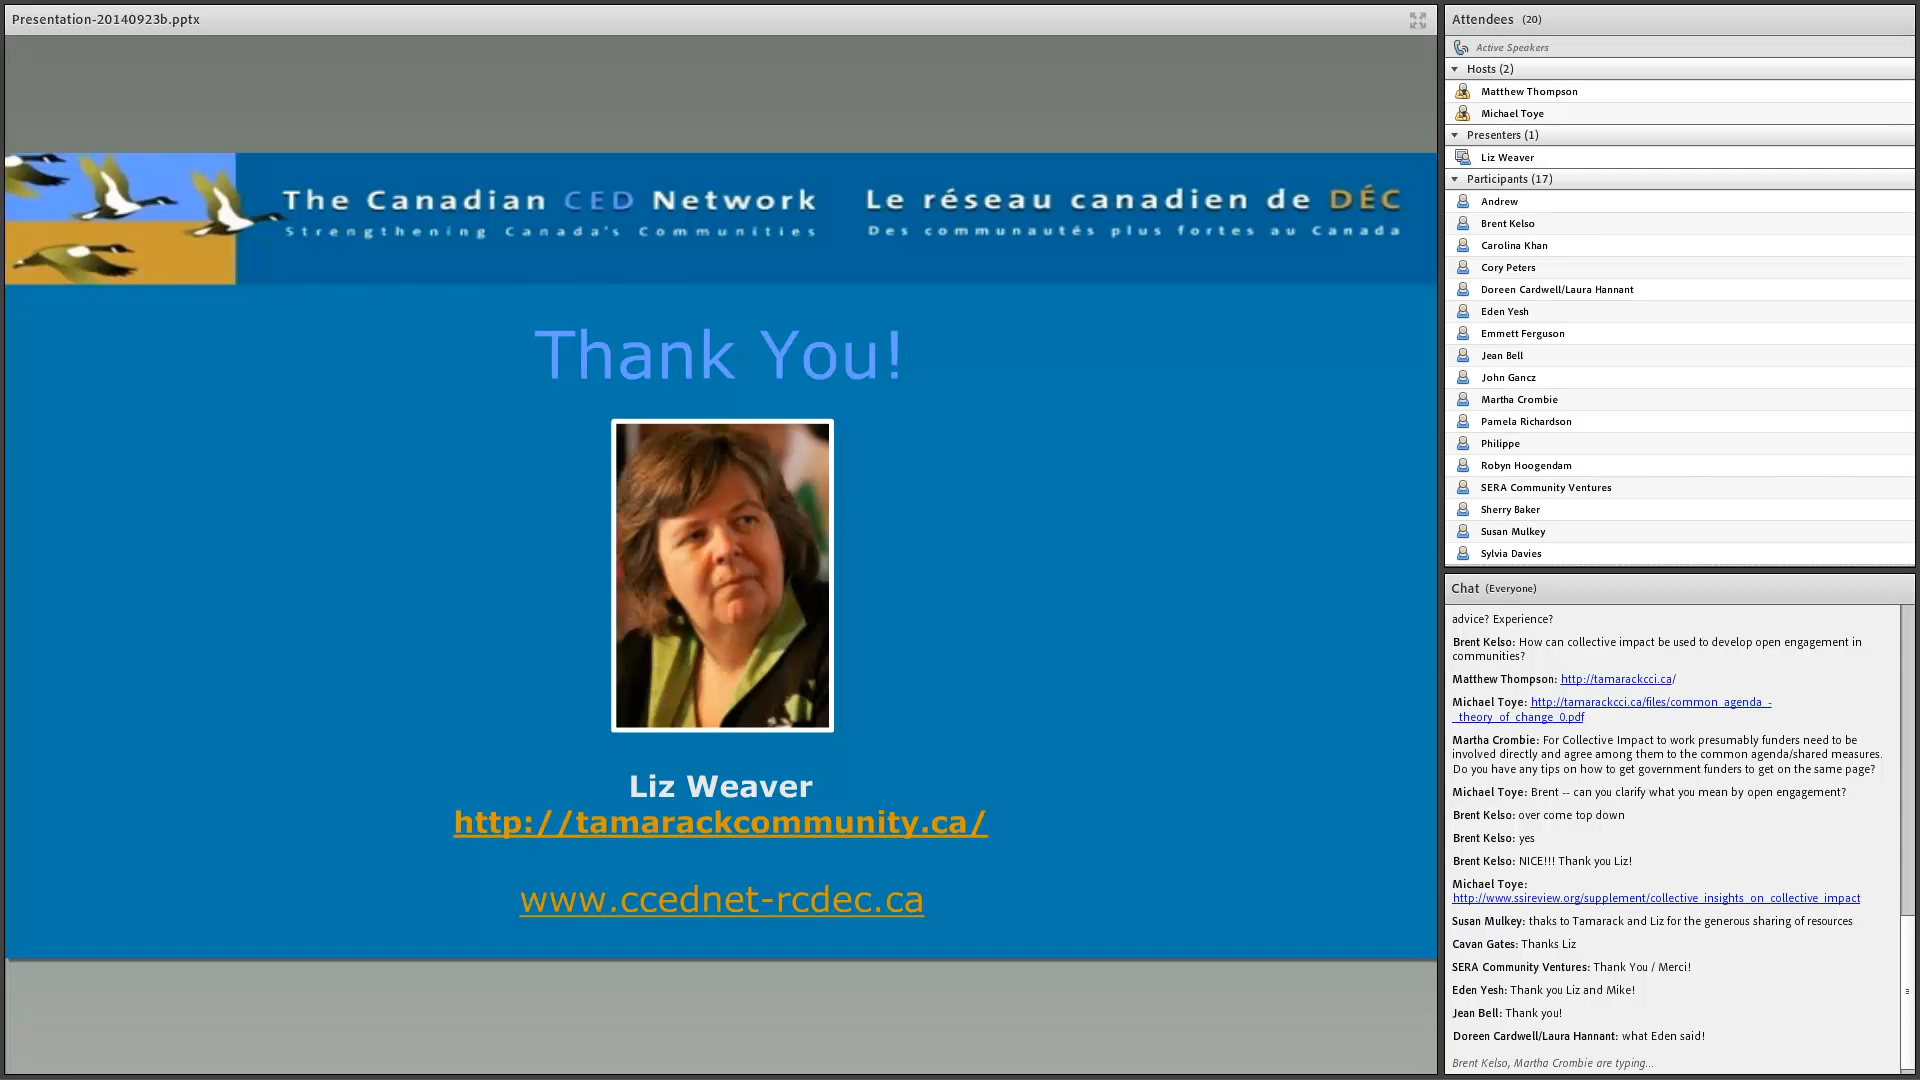 Presentation-20140923b.pptx
The Canadian CED Network
Strengthening Canada's Communities
Le réseau canadien de DÉC
Des communautés plus fortes au Canada
Thank You!
Liz Weaver
http://tamarackcommunity.ca/
www.ccednet-rcdec.ca
Attendees (20)
Active Speakers
Hosts (2)
Matthew Thompson
Michael Toye
Presenters (1)
Liz Weaver
Participants (17)
Andrew
Brent Kelso
Carolina Khan
Cory Peters
Doreen Cardwell/Laura Hannant
Eden Yesh
Emmett Ferguson
Jean Bell
John Gancz
Martha Crombie
Pamela Richardson
Philippe
Robyn Hoogendam
SERA Community Ventures
Sherry Baker
Susan Mulkey
Sylvia Davies
Chat (Everyone)
advice? Experience?
Brent Kelso: How can collective impact be used to develop open engagement in
communities?
Matthew Thompson: http://tamarackcci.ca/
Michael Toye: http://tamarackcci.ca/files/common_agenda_-
_theory_of_change_0.pdf
Martha Crombie: For Collective Impact to work presumably funders need to be
involved directly and agree among them to the common agenda/shared measures.
Do you have any tips on how to get government funders to get on the same page?
Michael Toye: Brent -- can you clarify what you mean by open engagement?
Brent Kelso: over come top down
Brent Kelso: yes
Brent Kelso: NICE!!! Thank you Liz!
Michael Toye:
http://www.ssireview.org/supplement/collective_insights_on_collective_impact
Susan Mulkey: thaks to Tamarack and Liz for the generous sharing of resources
Cavan Gates: Thanks Liz
SERA Community Ventures: Thank You / Merci!
Eden Yesh: Thank you Liz and Mike!
Jean Bell: Thank you!
Doreen Cardwell/Laura Hannant: what Eden said!
Brent Kelso, Martha Crombie are typing...